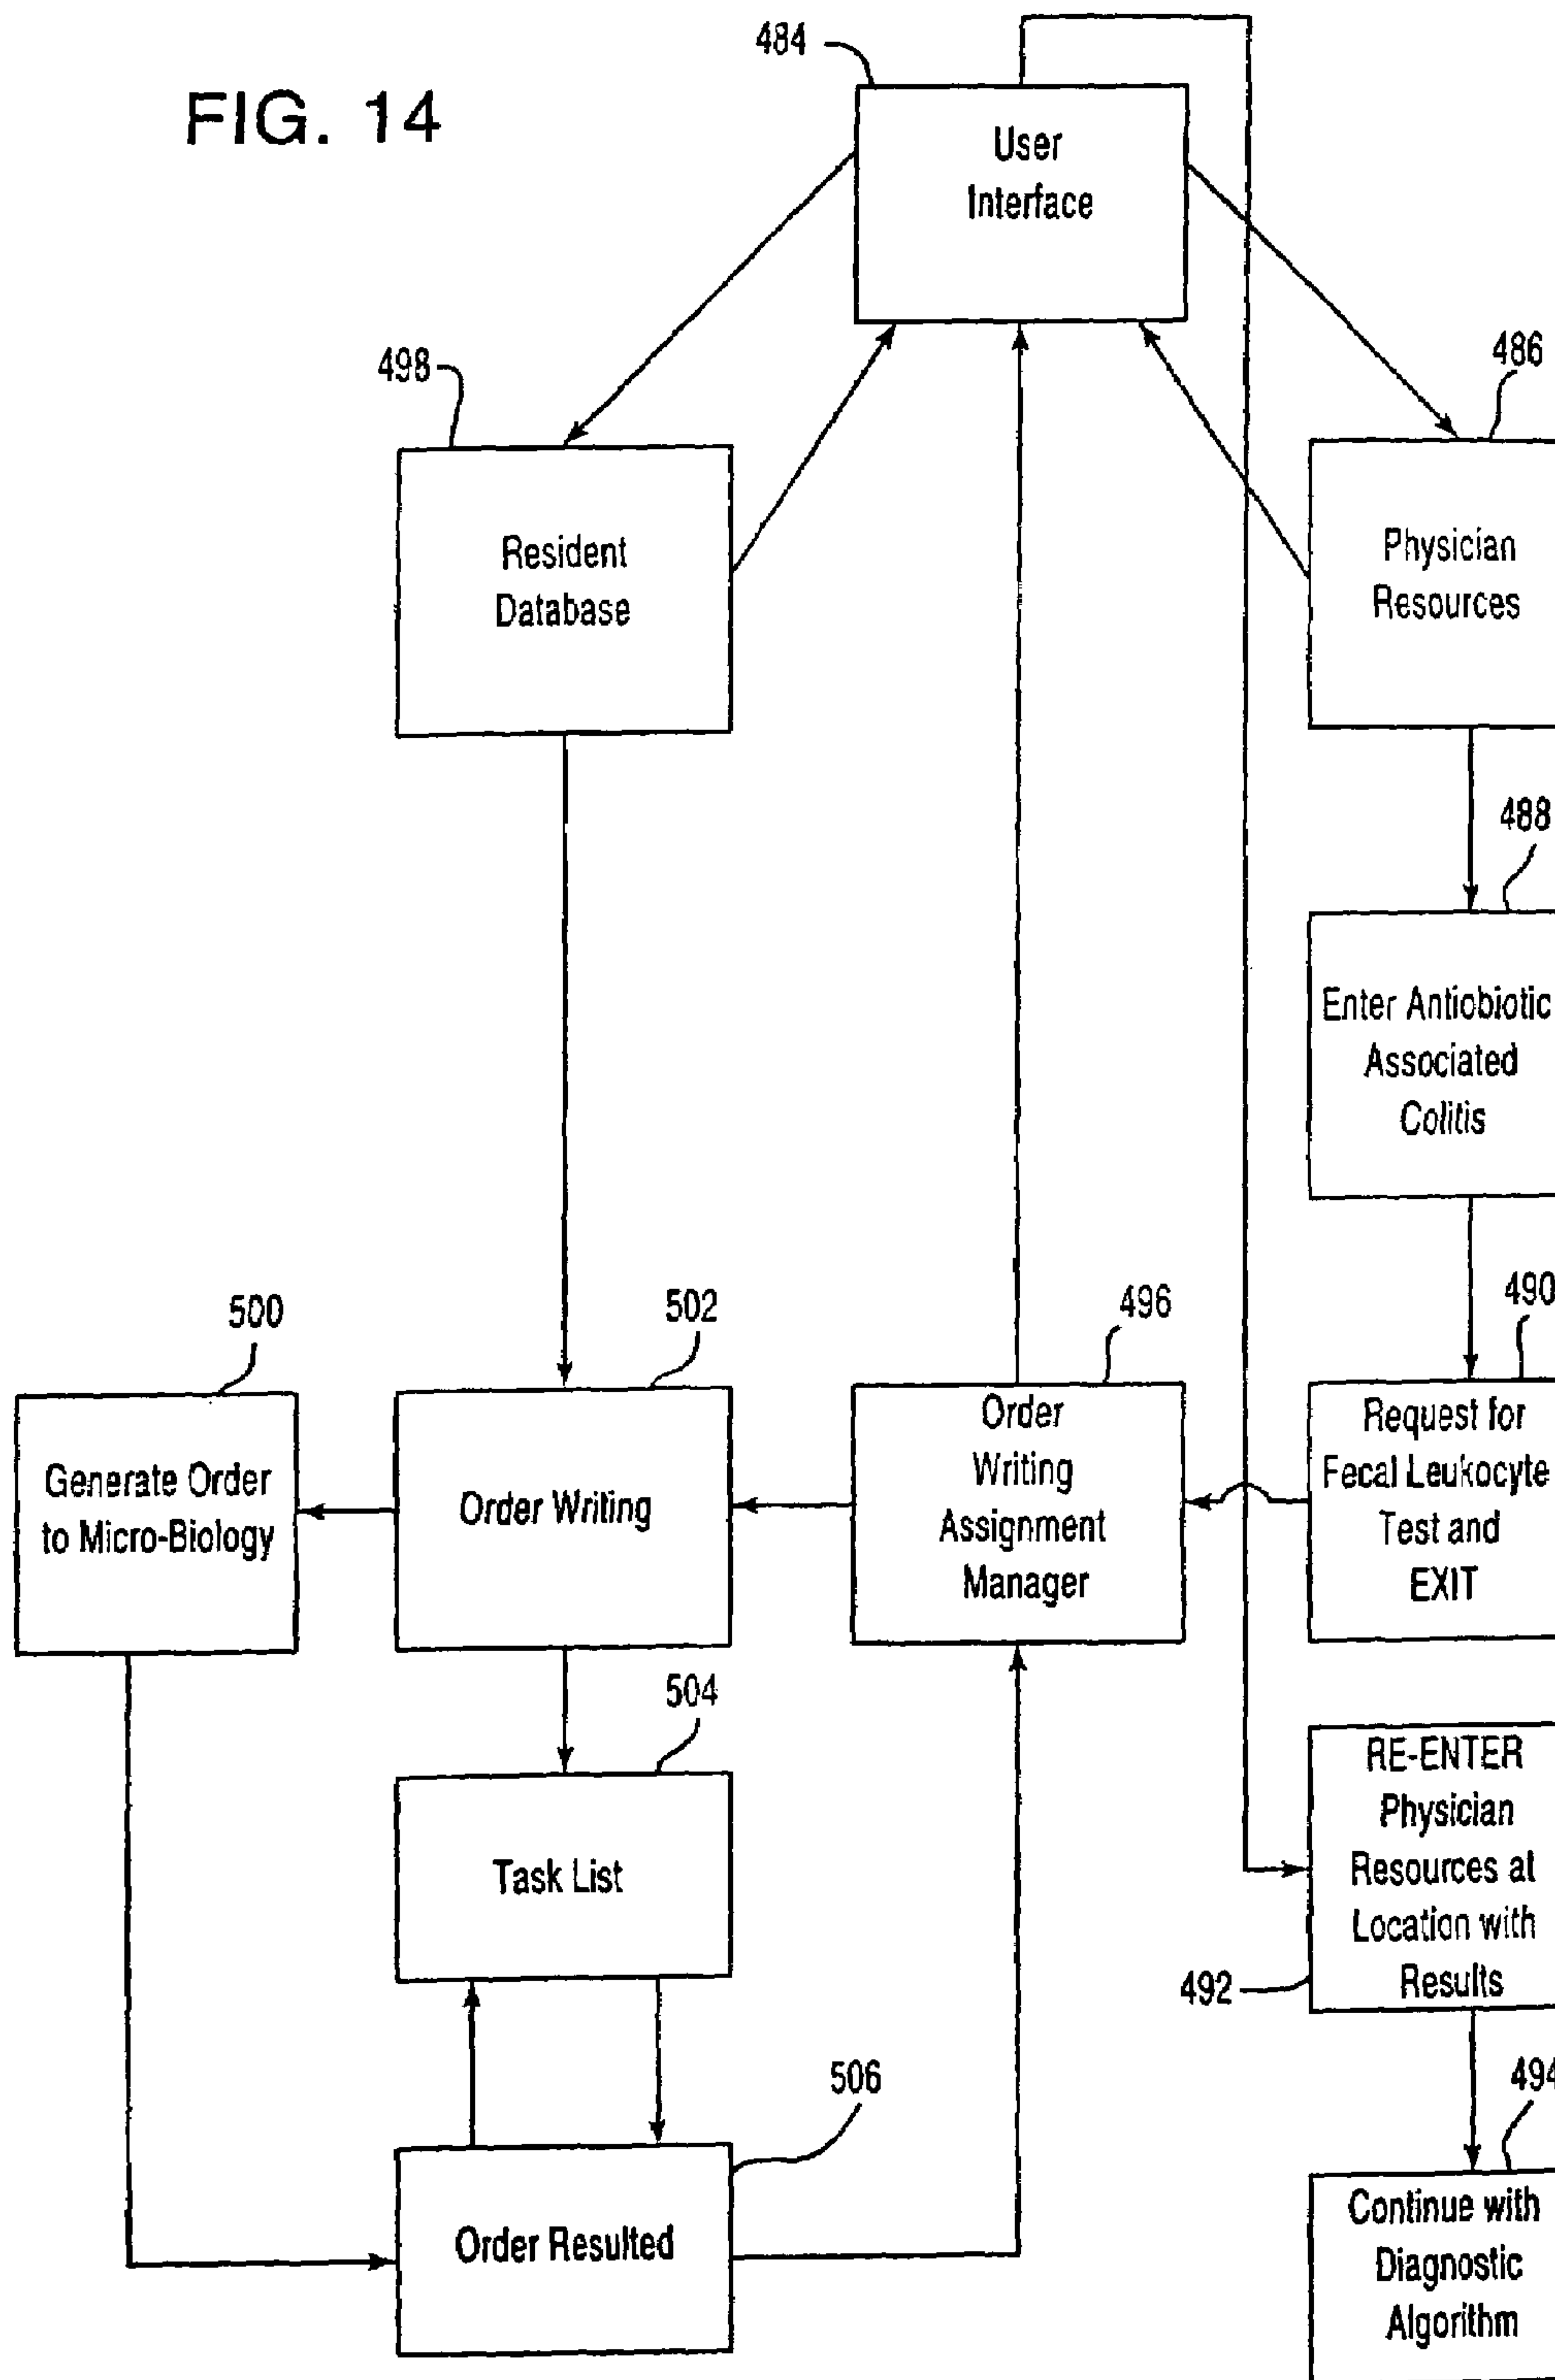 FIG. 14
484
User
Interface
498
Resident
Database
486
Physician
Resources
488
Enter Antiobiotic
Associated
Colitis
500
Generate Order
to Micro-Biology
502
Order Writing
496
Order
Writing
Assignment
Manager
490
Request for
Fecal Leukocyte
Test and
EXIT
504
Task List
492
RE-ENTER
Physician
Resources at
Location with
Results
506
Order Resulted
494
Continue with
Diagnostic
Algorithm